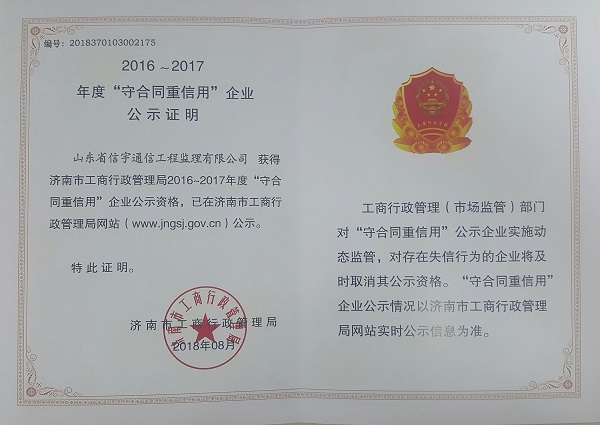 编号：2018370103002175
2016～2017
年度“守合同重信用”企业
公示证明
山东省信宇通信工程监理有限公司 获得
济南市工商行政管理局2016~2017年度“守合
同重信用”企业公示资格，已在济南市工商行
政管理局网站（www.jngsj.gov.cn）公示。
特此证明。
济南市工商行政管理局
2018年08月
济南市工商行政管理局
工商行政管理（市场监管）部门
对“守合同重信用”公示企业实施动
态监管，对存在失信行为的企业将及
时取消其公示资格。“守合同重信用”
企业公示情况以济南市工商行政管理
局网站实时公示信息为准。